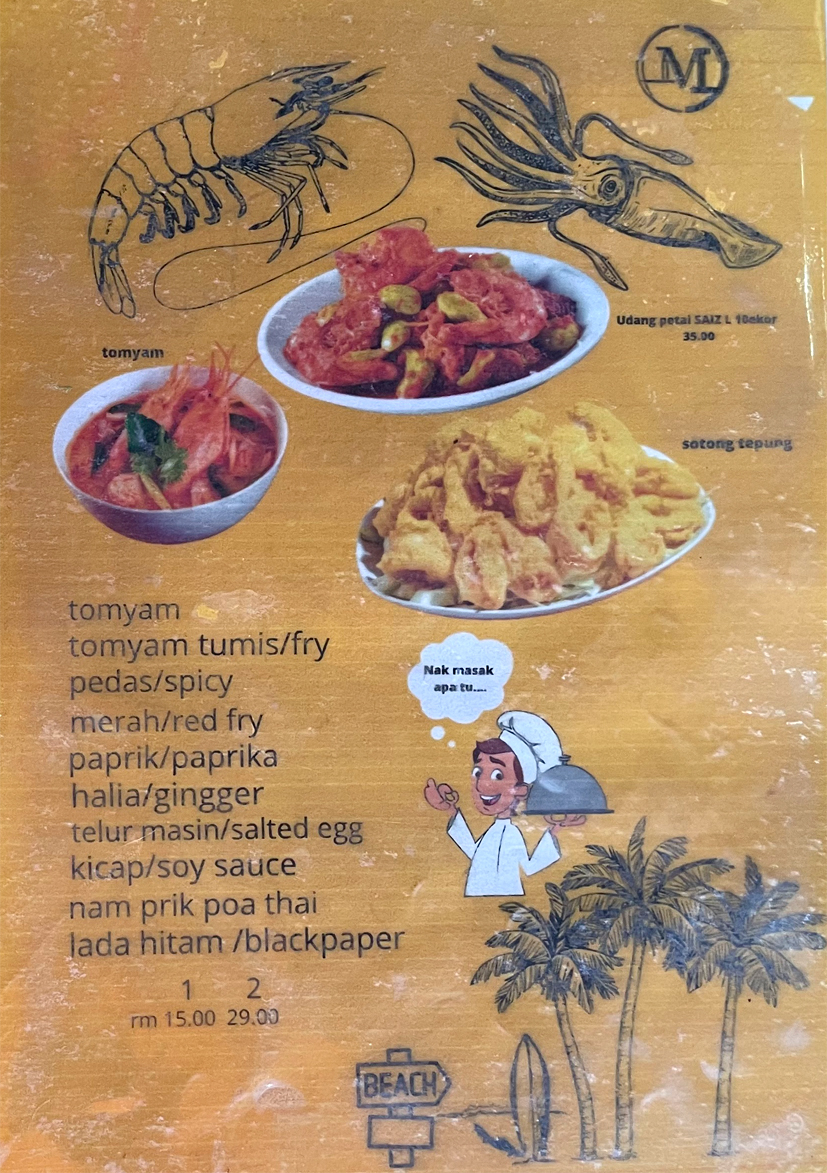 M
Udang petai SAIZ L 10ekor
35.00
tomyam
sotong tepung
tomyam
tomyam tumis/fry
pedas/spicy
merah/red fry
paprik/paprika
halia/gingger
telur masin/salted egg
kicap/soy sauce
nam prik poa thai
lada hitam /blackpaper
1 2
rm 15.00 29.00
Nak masak
apa tu....
BEACH